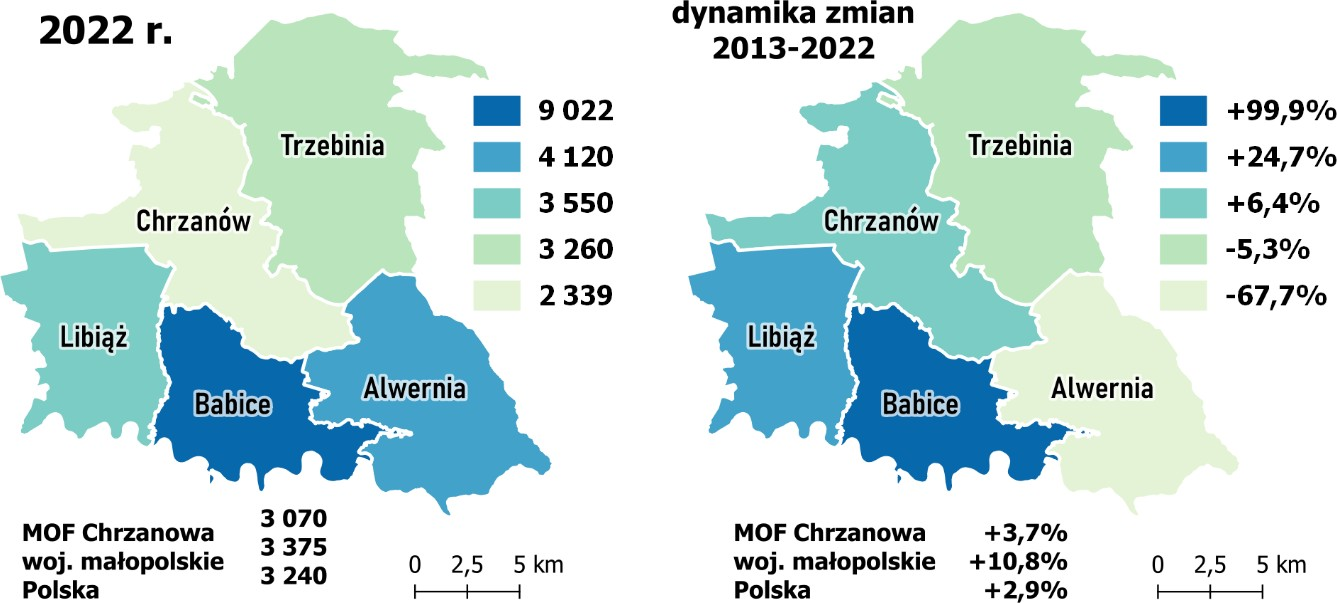 2022 r.
9 022
4 120
3 550
3 260
2 339
Trzebinia
Chrzanów
Libiąż
Babice
Alwernia
MOF Chrzanowa 3 070
woj. małopolskie 3 375
Polska 3 240
0 2,5 5 km
dynamika zmian
2013-2022
+99,9%
+24,7%
+6,4%
-5,3%
-67,7%
Trzebinia
Chrzanów
Libiąż
Babice
Alwernia
MOF Chrzanowa +3,7%
woj. małopolskie +10,8%
Polska +2,9%
0 2,5 5 km